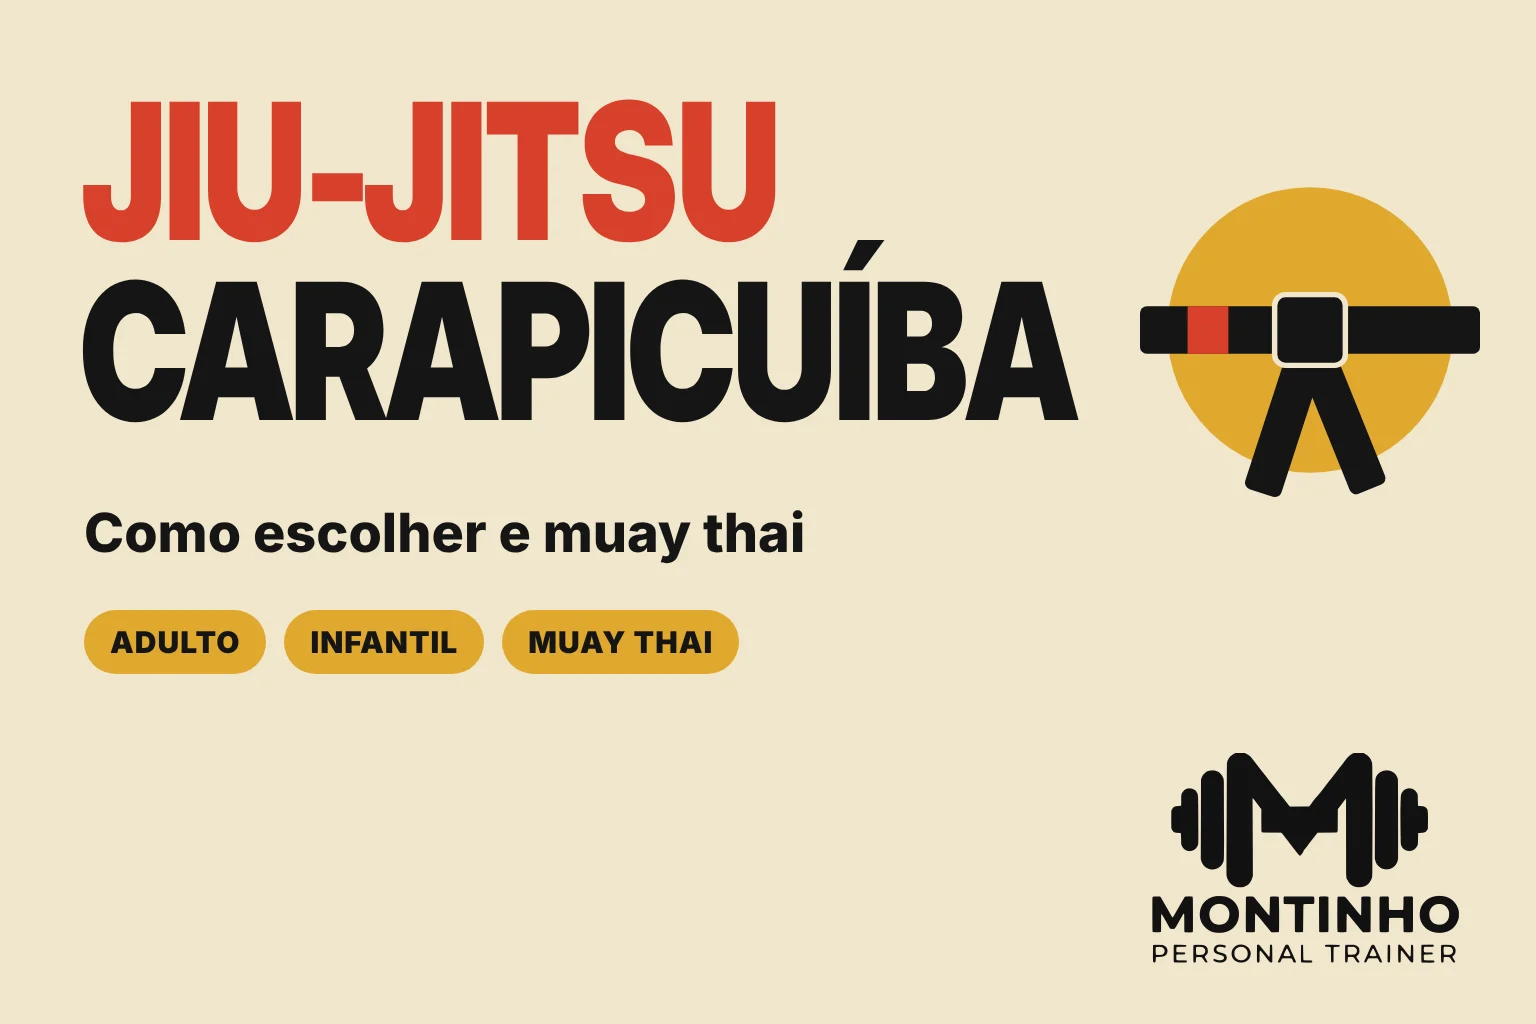 JIU-JITSU
CARAPICUÍBA
Como escolher e muay thai
ADULTO INFANTIL MUAY THAI
MONTINHO
PERSONAL TRAINER